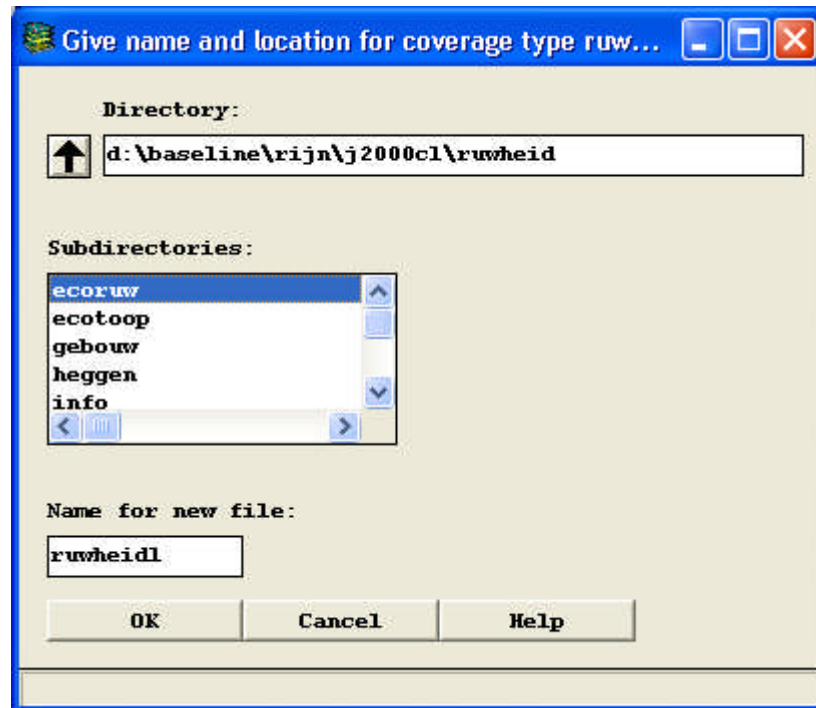 Give name and location for coverage type ruw...
Directory:
d:\baseline\rijn\j2000cl\ruwheid
Subdirectories:
ecoruw
ecotoop
gebouw
heggen
info
Name for new file:
ruwheidl
OK Cancel Help